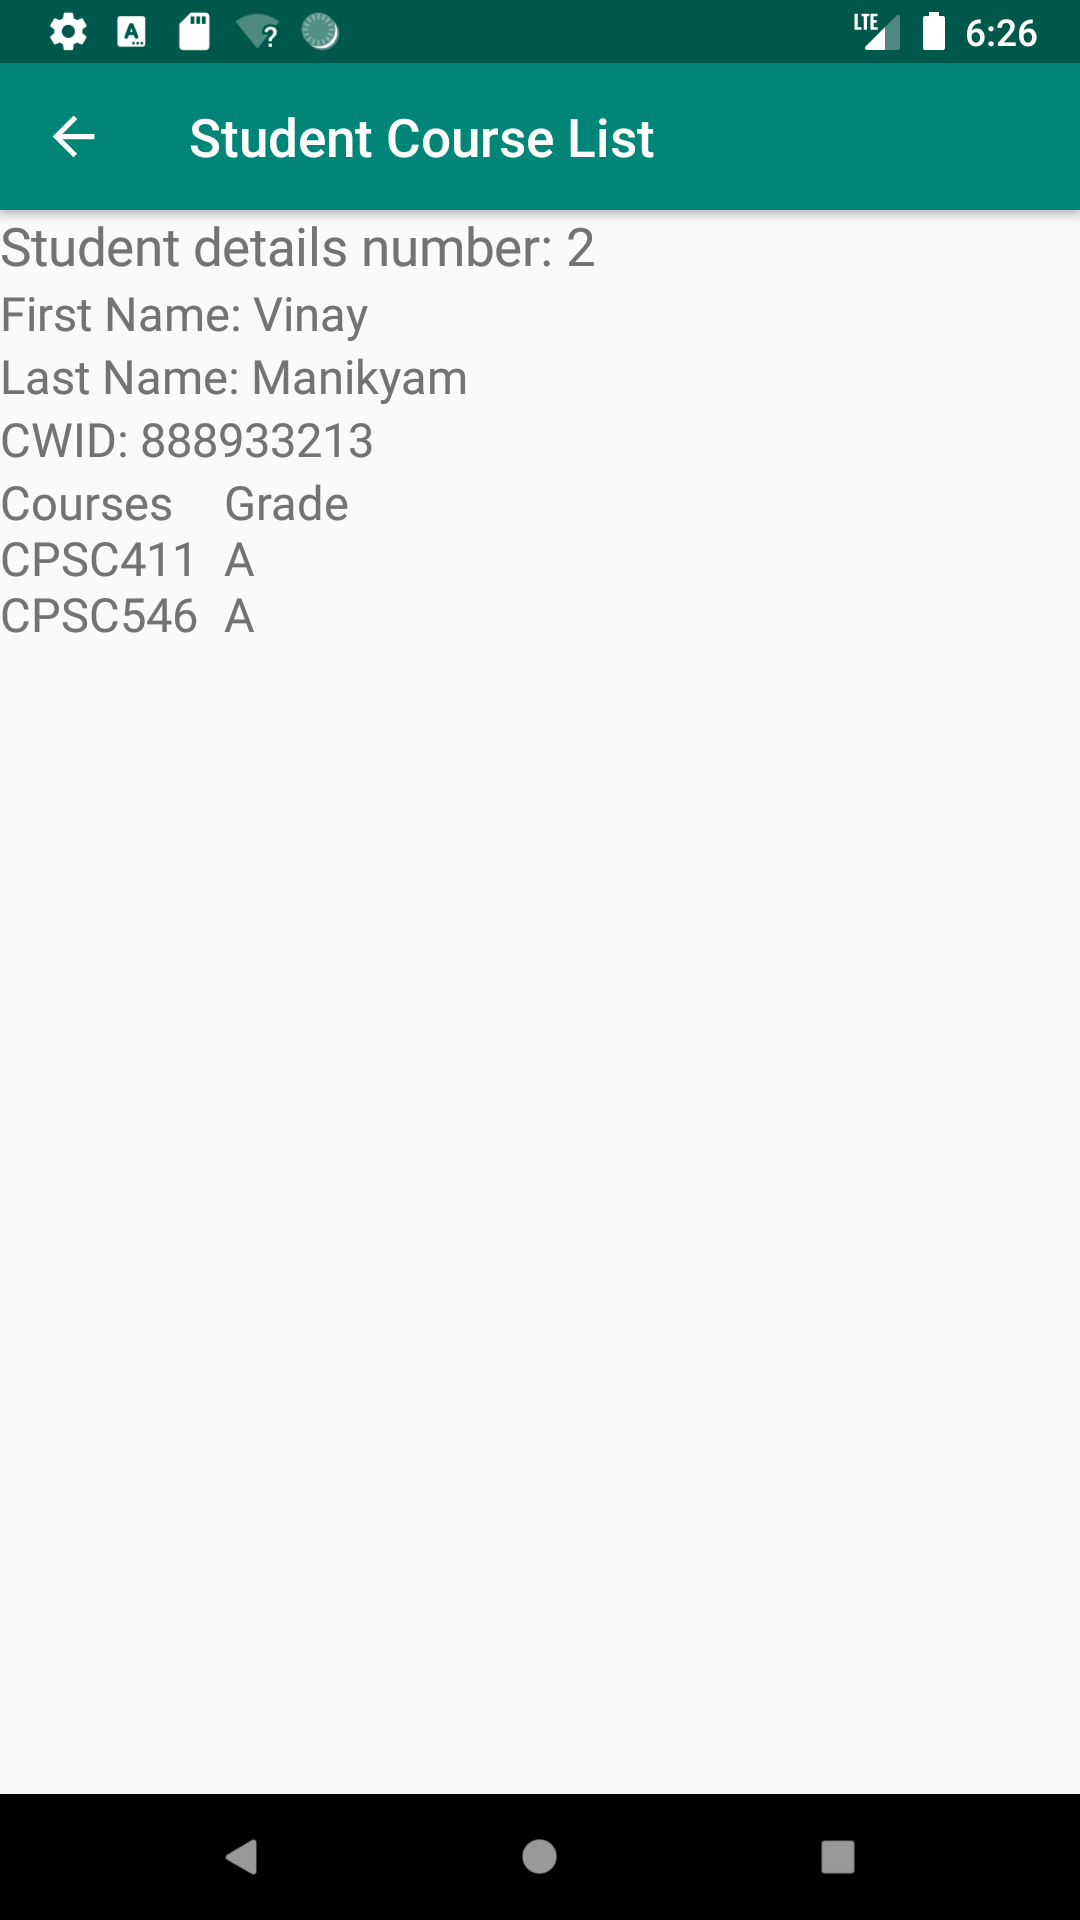 LTE 6:26
Student Course List
Student details number: 2
First Name: Vinay
Last Name: Manikyam
CWID: 888933213
Courses Grade
CPSC411 A
CPSC546 A